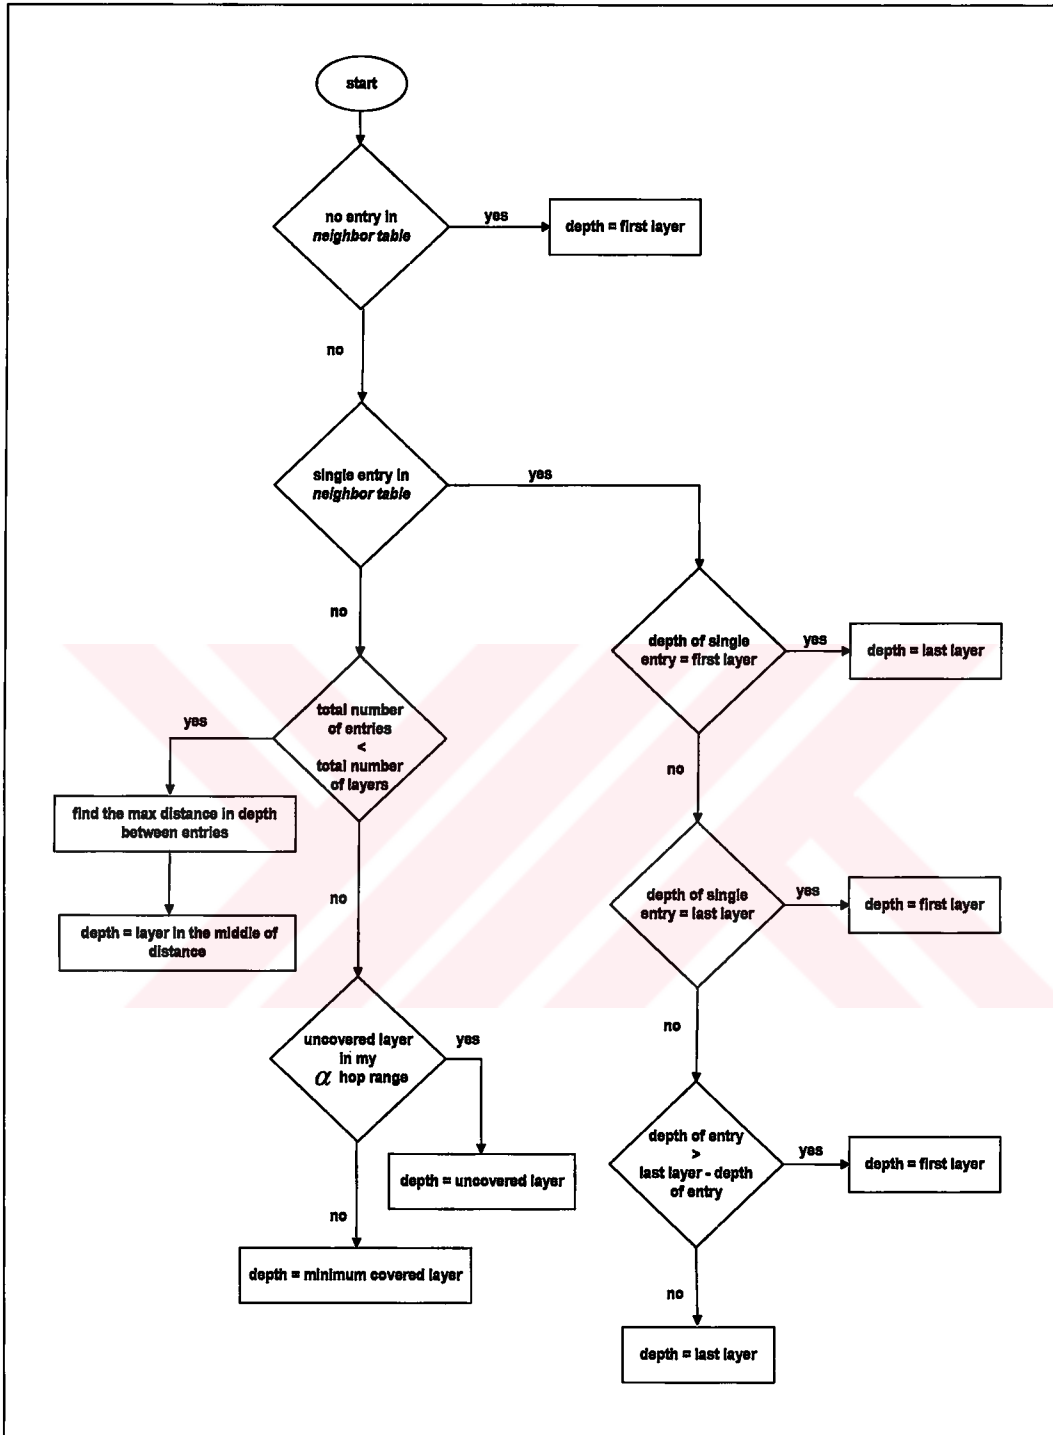 start
no entry in
neighbor table
yes
depth = first layer
no
single entry in
neighbor table
yes
no
depth of single
entry = first layer
yes
depth = last layer
total number
of entries
<
total number
of layers
yes
no
find the max distance in depth
between entries
depth = layer in the middle of
distance
no
depth of single
entry = last layer
yes
depth = first layer
no
uncovered layer
in my
α hop range
yes
depth = uncovered layer
no
depth = minimum covered layer
depth of entry
>
last layer - depth
of entry
yes
depth = first layer
no
depth = last layer